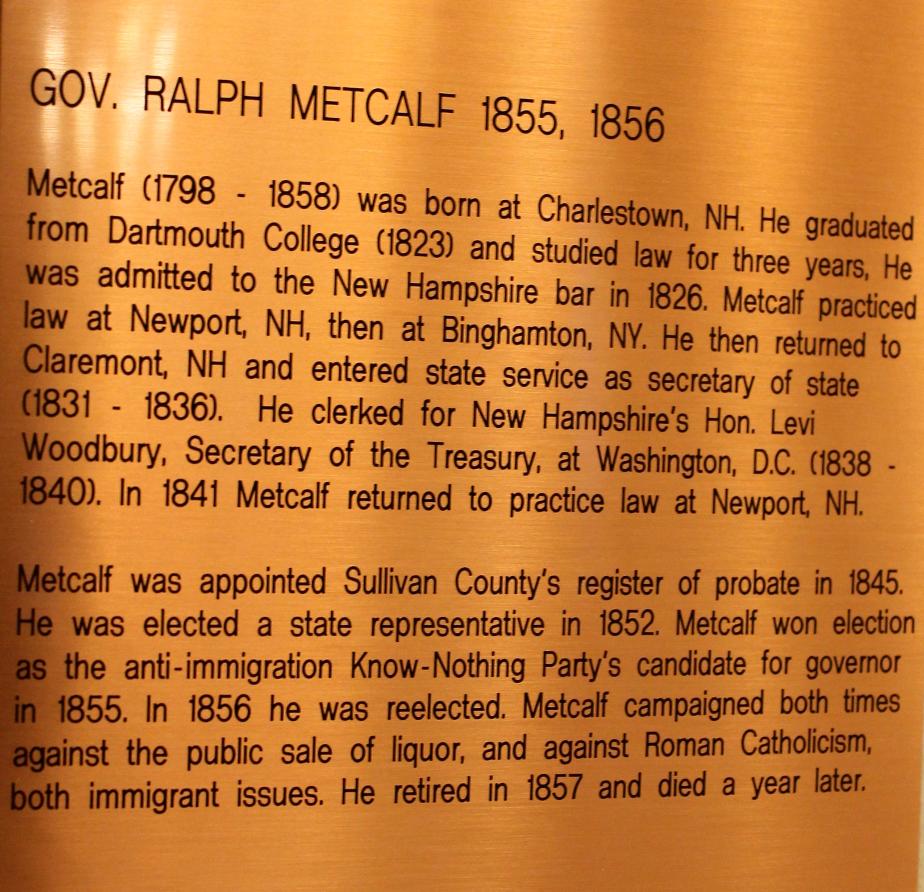 GOV. RALPH METCALF 1855, 1856
Metcalf (1798 - 1858) was born at Charlestown, NH. He graduated
from Dartmouth College (1823) and studied law for three years, He
was admitted to the New Hampshire bar in 1826. Metcalf practiced
law at Newport, NH, then at Binghamton, NY. He then returned to
Claremont, NH and entered state service as secretary of state
(1831 - 1836). He clerked for New Hampshire's Hon. Levi
Woodbury, Secretary of the Treasury, at Washington, D.C. (1838 -
1840). In 1841 Metcalf returned to practice law at Newport, NH.
Metcalf was appointed Sullivan County's register of probate in 1845.
He was elected a state representative in 1852. Metcalf won election
as the anti-immigration Know-Nothing Party's candidate for governor
in 1855. In 1856 he was reelected. Metcalf campaigned both times
against the public sale of liquor, and against Roman Catholicism,
both immigrant issues. He retired in 1857 and died a year later.